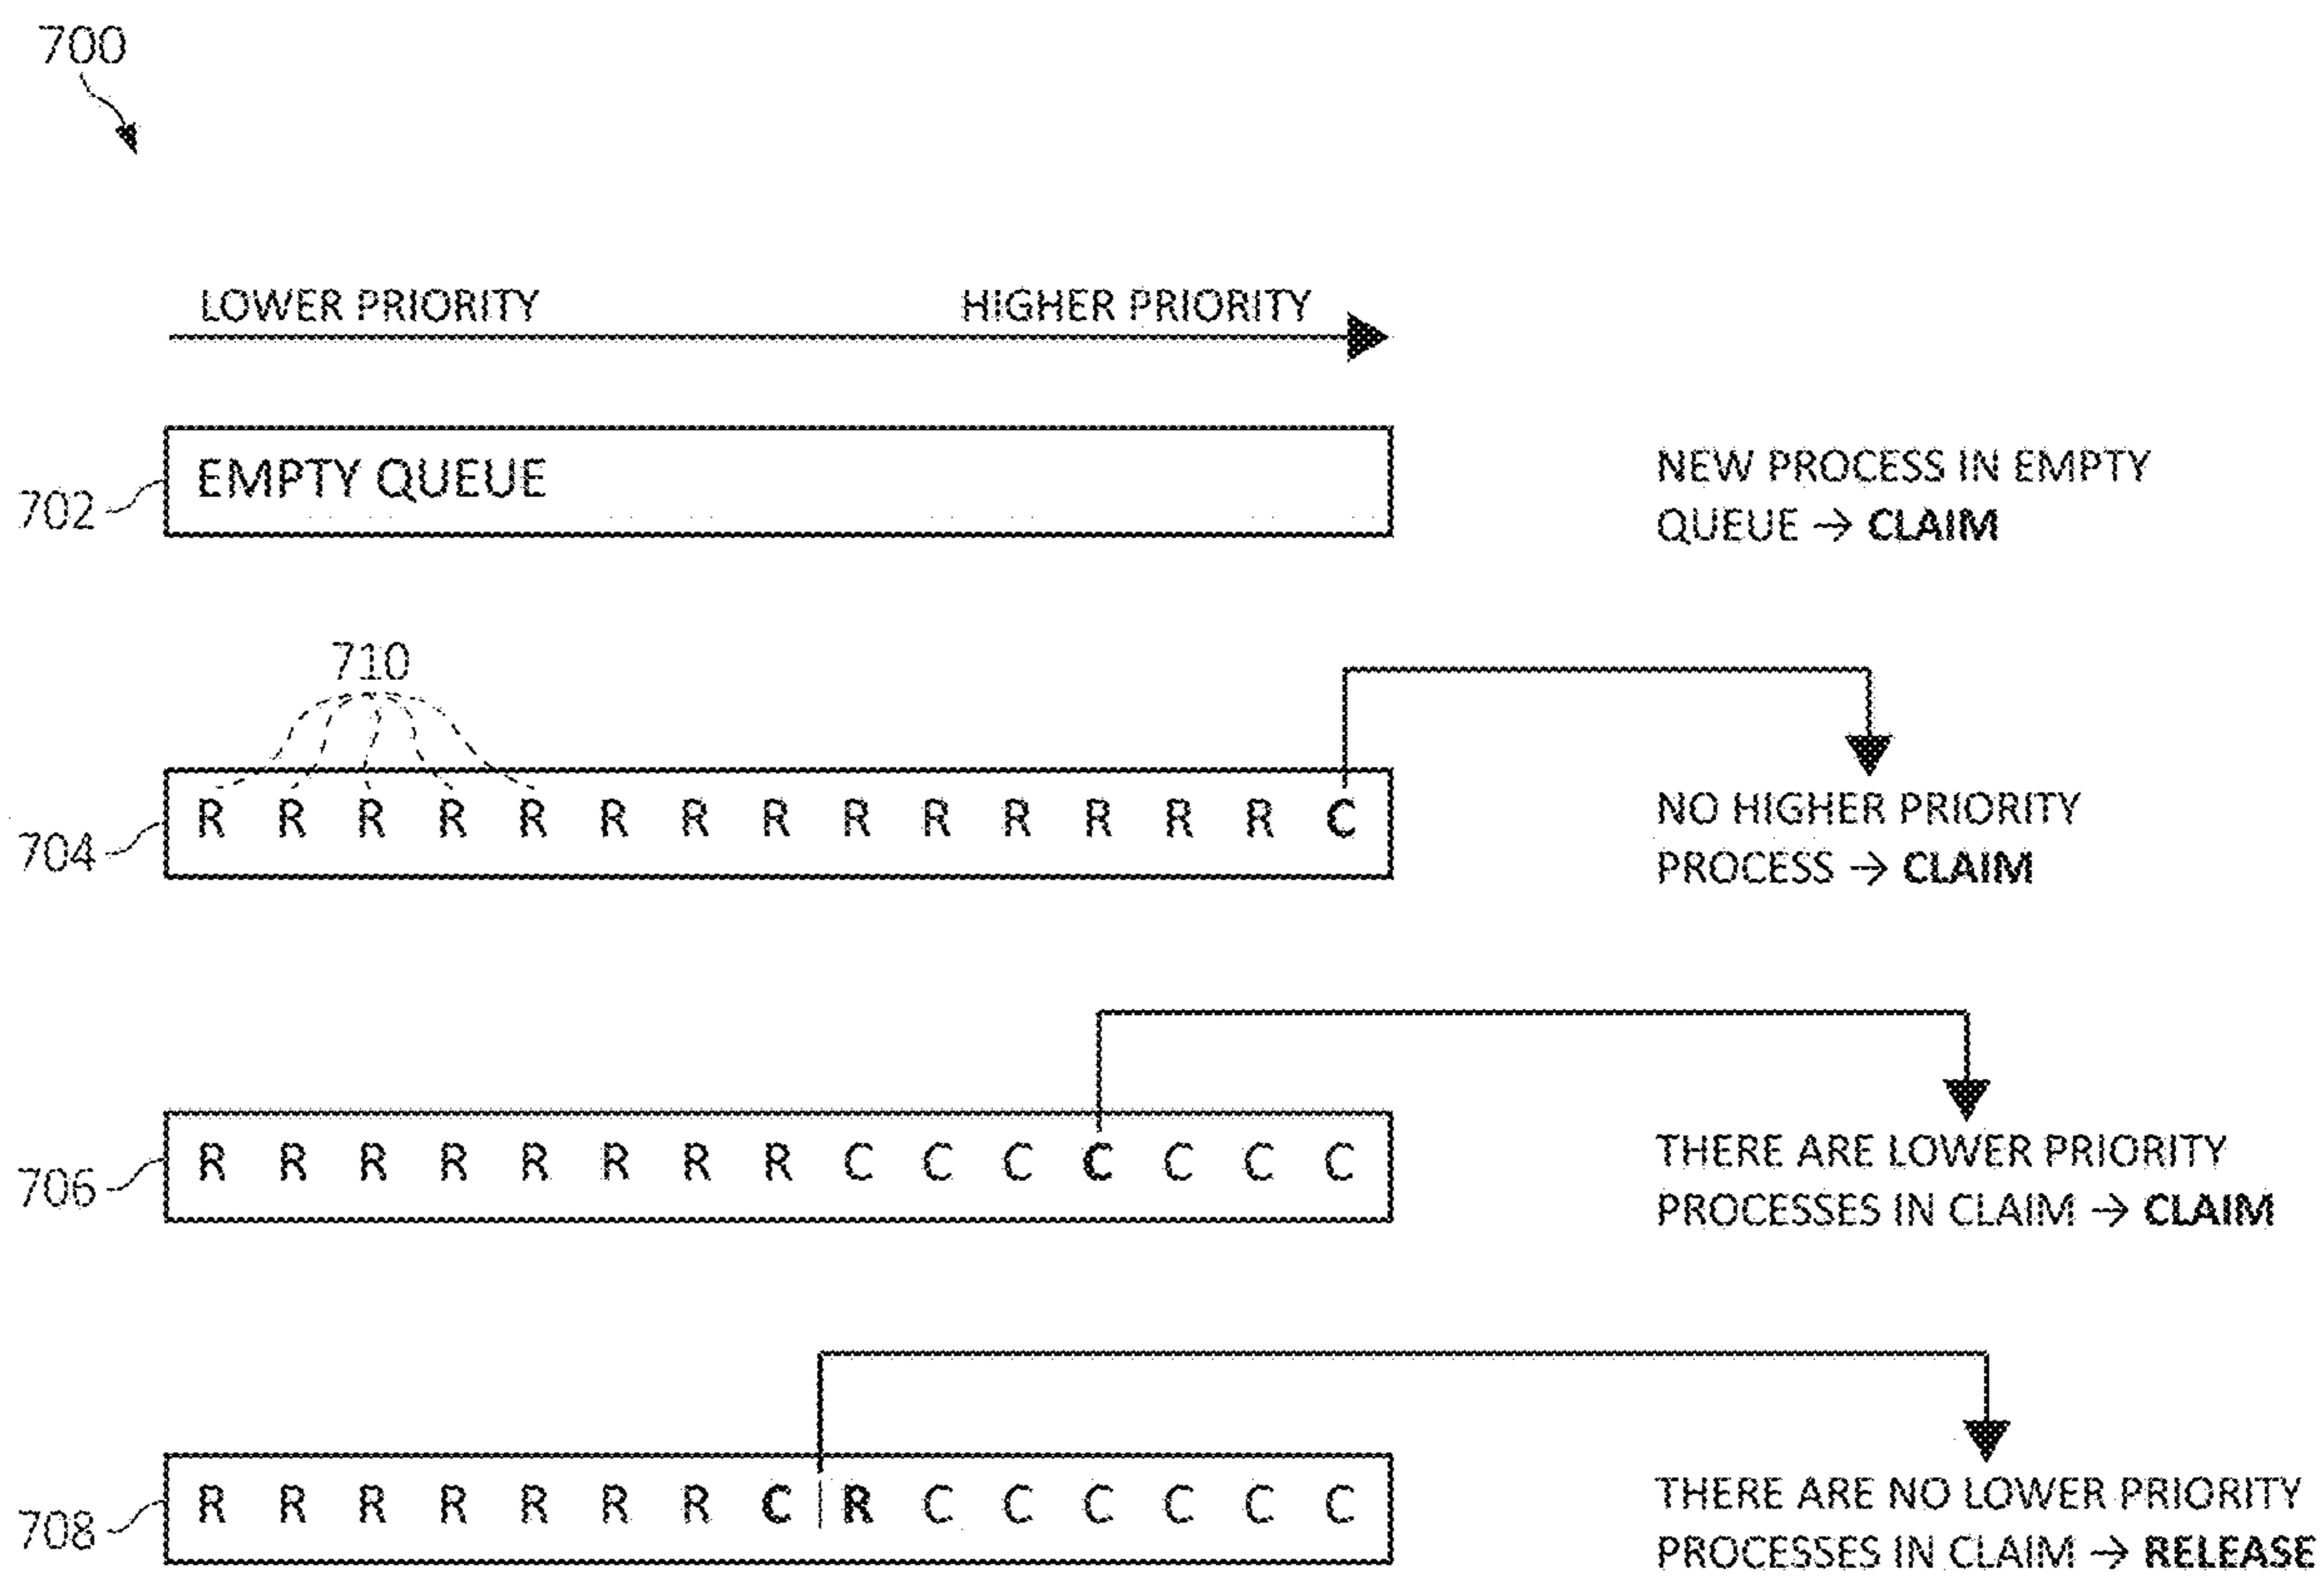 700
LOWER PRIORITY HIGHER PRIORITY
EMPTY QUEUE
702
NEW PROCESS IN EMPTY
QUEUE → CLAIM
710
R R R R R R R R R R R R R R C
704
NO HIGHER PRIORITY
PROCESS → CLAIM
R R R R R R R R C C C C C C C
706
THERE ARE LOWER PRIORITY
PROCESSES IN CLAIM → CLAIM
R R R R R R R C R C C C C C C
708
THERE ARE NO LOWER PRIORITY
PROCESSES IN CLAIM → RELEASE